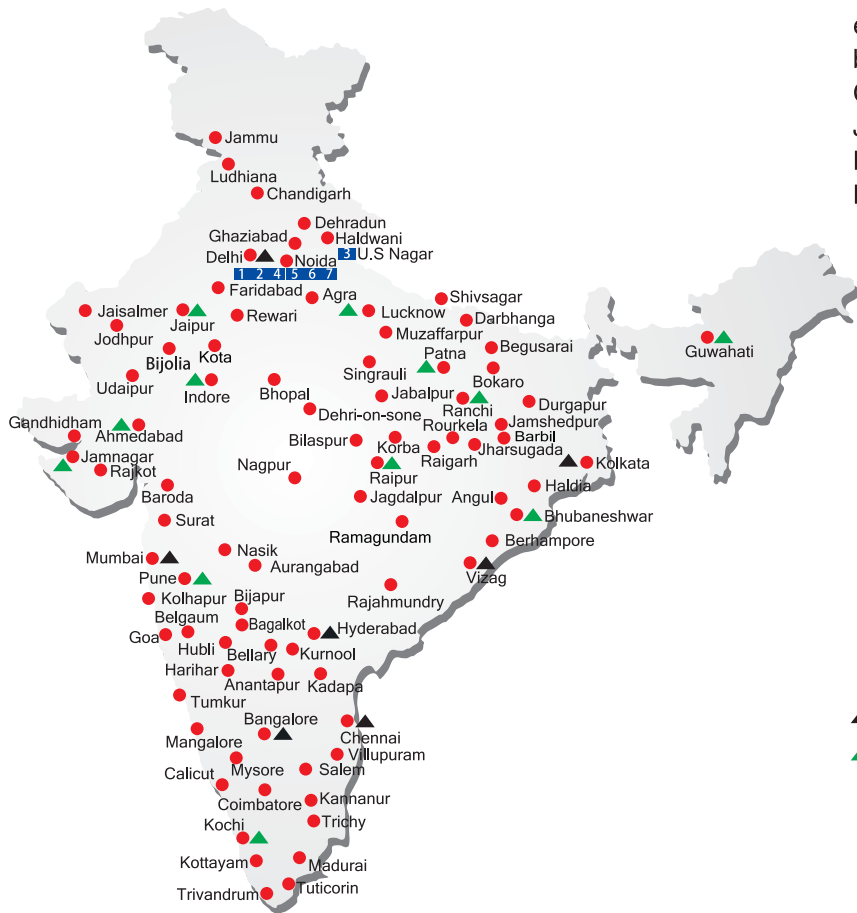 Jammu
Ludhiana
Chandigarh
Dehradun
Ghaziabad
Haldwani
Delhi
Noida
3 U.S Nagar
1 2 4 5 6 7
Faridabad
Agra
Shivsagar
Jaisalmer
Jaipur
Rewari
Lucknow
Darbhanga
Jodhpur
Muzaffarpur
Guwahati
Bijolia
Kota
Patna
Begusarai
Singrauli
Bokaro
Udaipur
Indore
Bhopal
Jabalpur
Ranchi
Durgapur
Dehri-on-sone
Gandhidham
Ahmedabad
Rourkela
Jamshedpur
Bilaspur
Korba
Barbil
Jharsugada
Jamnagar
Raigarh
Kolkata
Rajkot
Nagpur
Raipur
Baroda
Jagdalpur
Angul
Haldia
Surat
Bhubaneshwar
Ramagundam
Berhampore
Nasik
Mumbai
Aurangabad
Vizag
Pune
Kolhapur
Bijapur
Rajahmundry
Belgaum
Bagalkot
Goa
Hyderabad
Hubli
Bellary
Kurnool
Harihar
Anantapur
Kadapa
Tumkur
Bangalore
Mangalore
Chennai
Villupuram
Mysore
Salem
Calicut
Coimbatore
Kannanur
Kochi
Trichy
Kottayam
Madurai
Trivandrum
Tuticorin